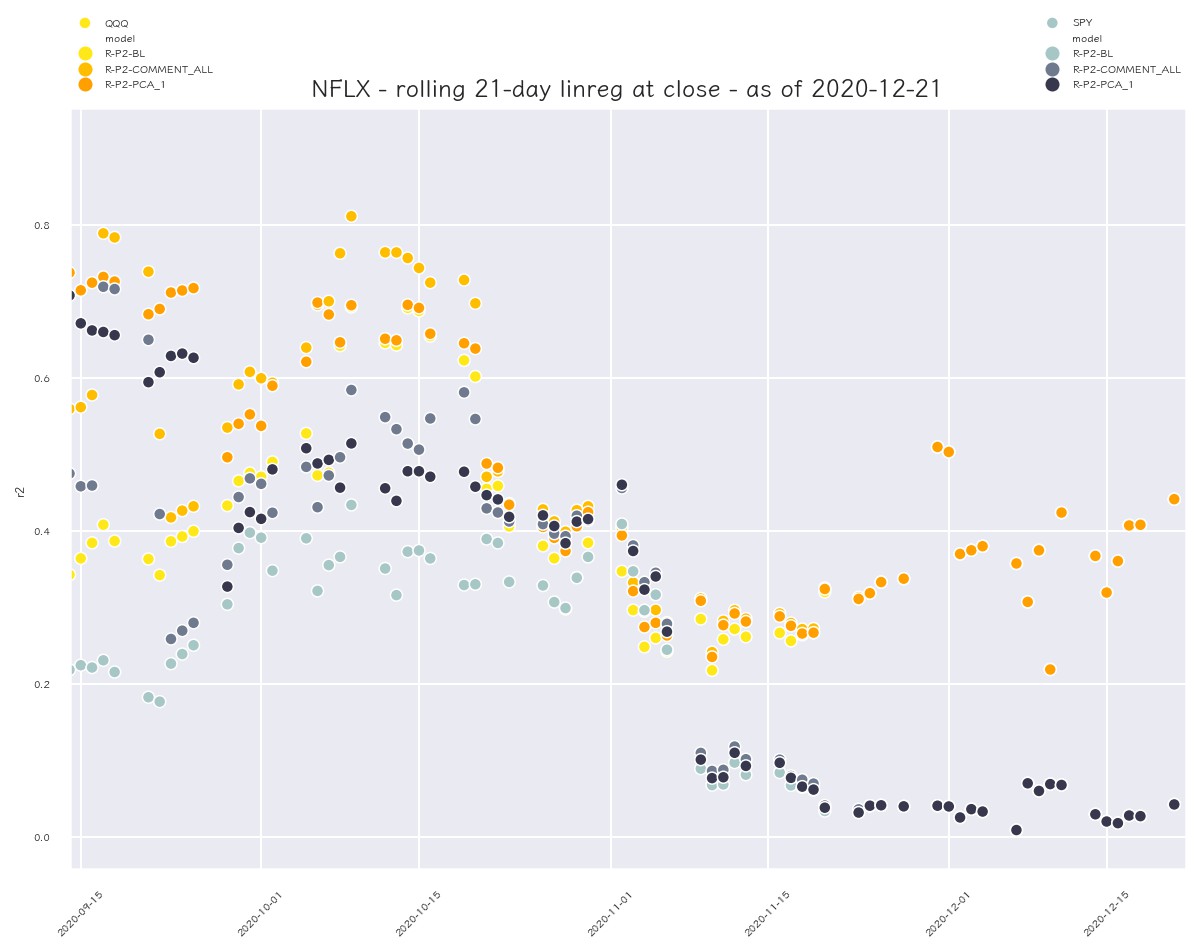 QQQ
model
R-P2-BL
R-P2-COMMENT_ALL
R-P2-PCA_1
SPY
model
R-P2-BL
R-P2-COMMENT_ALL
R-P2-PCA_1
NFLX - rolling 21-day linreg at close - as of 2020-12-21
r2
0.8
0.6
0.4
0.2
0.0
2020-09-15
2020-10-01
2020-10-15
2020-11-01
2020-11-15
2020-12-01
2020-12-15